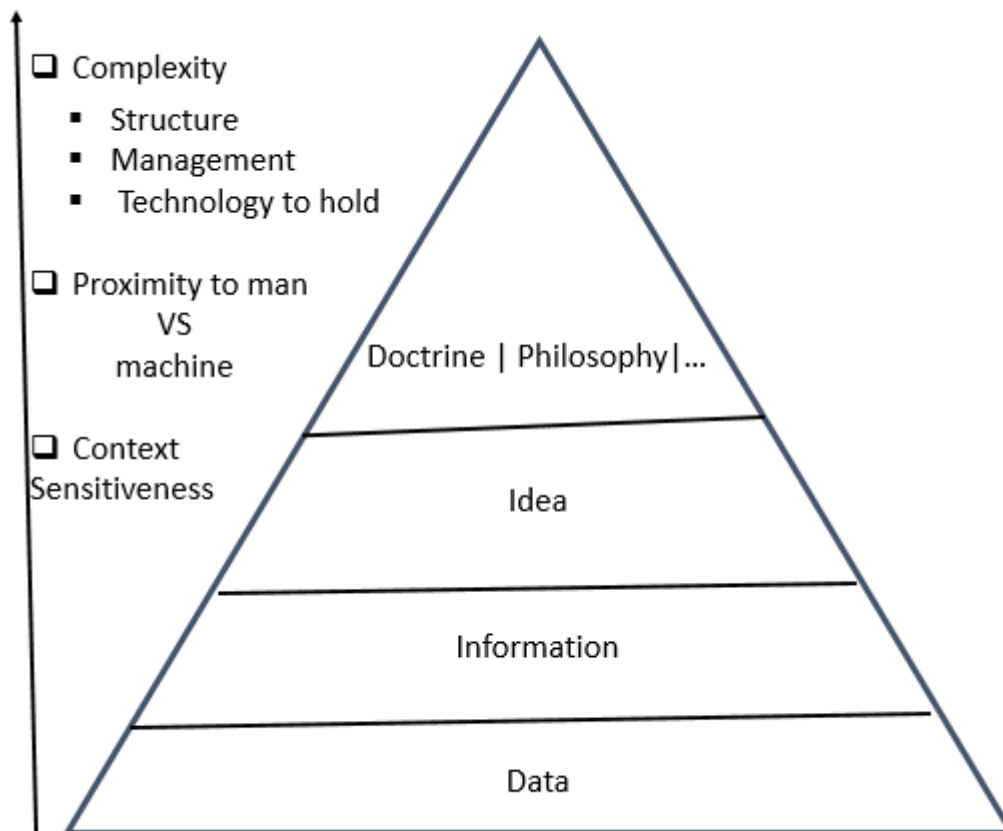 Complexity
Structure
Management
Technology to hold
Proximity to man
VS
machine
Context
Sensitiveness
Doctrine | Philosophy|...
Idea
Information
Data